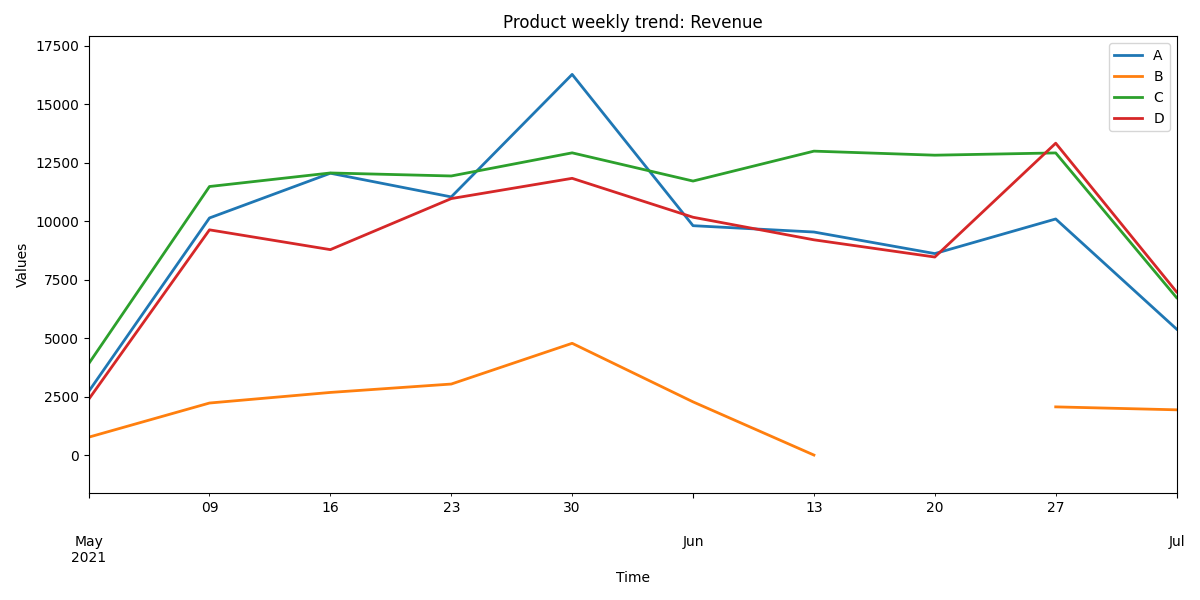 Product weekly trend: Revenue
17500
15000
12500
10000
7500
5000
2500
0
Values
A
B
C
D
09 16 23 30 13 20 27
May Jun Jul
2021
Time